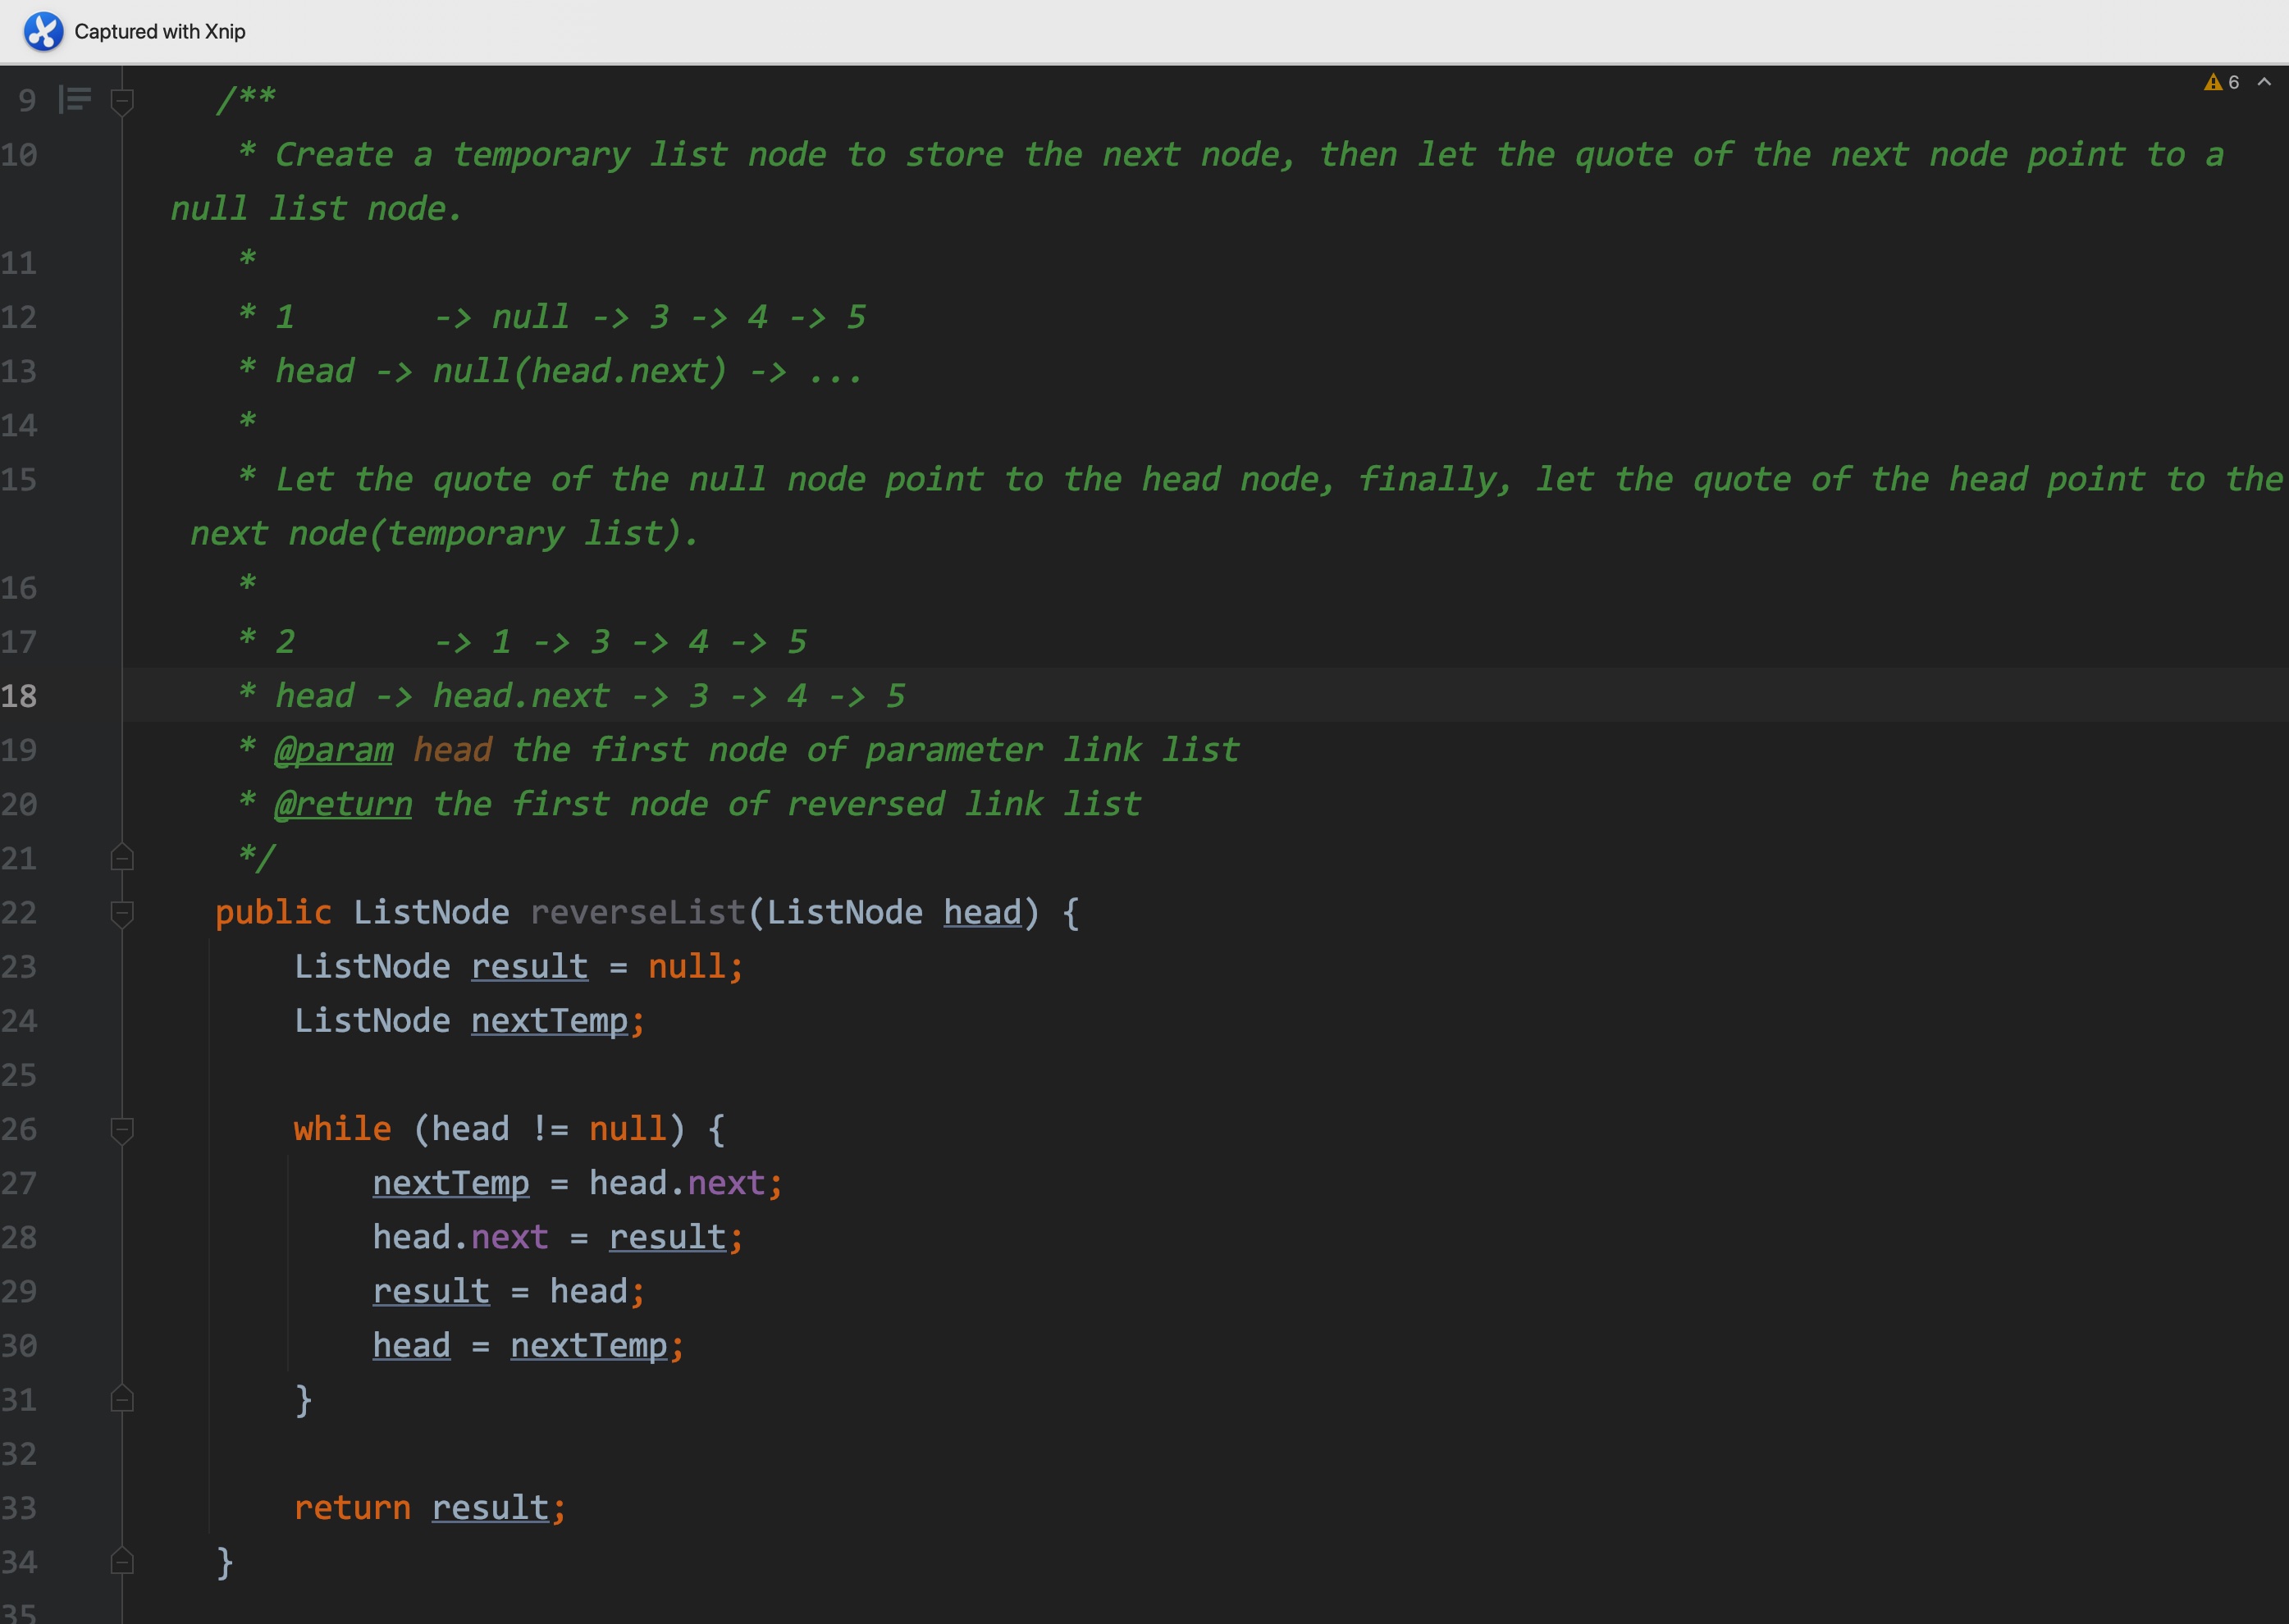 Captured with Xnip
6
9 /**
10 * Create a temporary list node to store the next node, then let the quote of the next node point to a
null list node.
11 *
12 * 1       -> null -> 3 -> 4 -> 5
13 * head -> null(head.next) -> ...
14 *
15 * Let the quote of the null node point to the head node, finally, let the quote of the head point to the
next node(temporary list).
16 *
17 * 2       -> 1 -> 3 -> 4 -> 5
18 * head -> head.next -> 3 -> 4 -> 5
19 * @param head the first node of parameter link list
20 * @return the first node of reversed link list
21 */
22 public ListNode reverseList(ListNode head) {
23     ListNode result = null;
24     ListNode nextTemp;
25
26     while (head != null) {
27         nextTemp = head.next;
28         head.next = result;
29         result = head;
30         head = nextTemp;
31     }
32
33     return result;
34 }
35